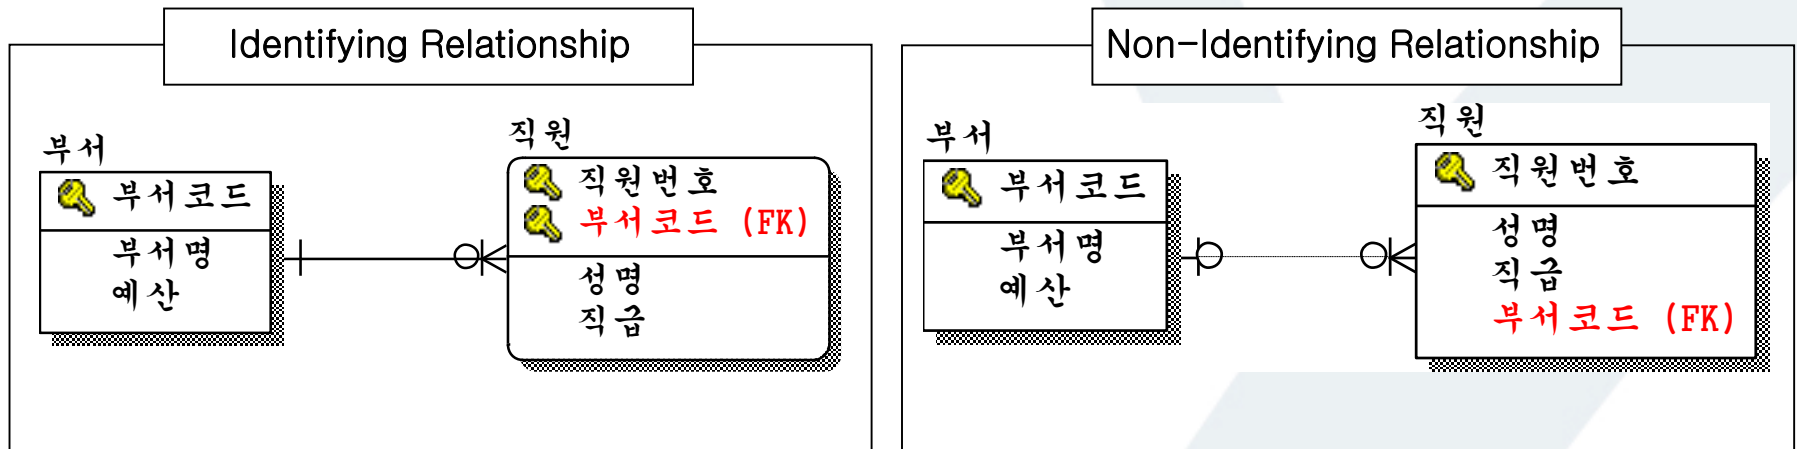 Identifying Relationship
부서
부서코드
부서명
예산
직원
직원번호
부서코드 (FK)
성명
직급
Non-Identifying Relationship
부서
부서코드
부서명
예산
직원
직원번호
성명
직급
부서코드 (FK)